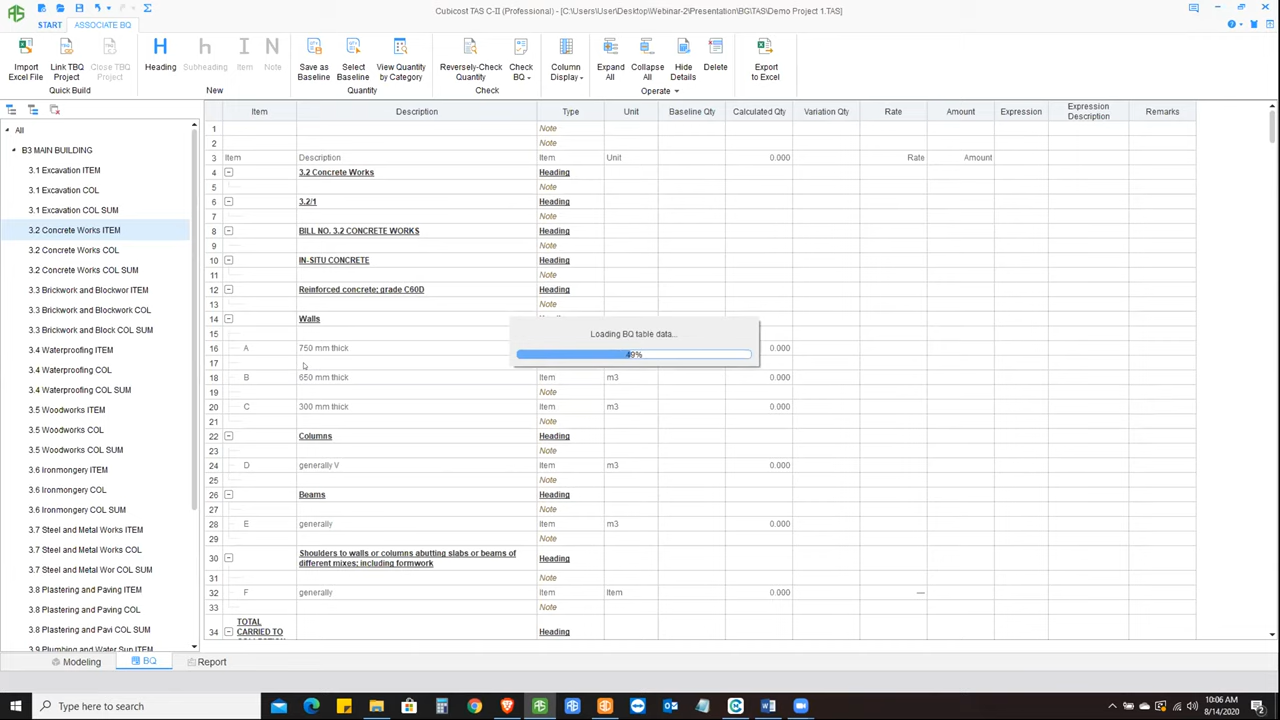 Cubicost TAS C-II (Professional) - [C:\Users\User\Desktop\Webinar-2\Presentation\BG\TAS\Demo Project 1.TAS]
START ASSOCIATE BQ
Import Excel File
Link TBQ Project
Close TBQ Project
Heading
Subheading
Item
Note
Save as Baseline
Select Baseline
View Quantity by Category
Reversely-Check Quantity
Check BQ
Column Display
Expand All
Collapse All
Hide Details
Delete
Export to Excel
Quick Build New Quantity Check Operate
Item Description Type Unit Baseline Qty Calculated Qty Variation Qty Rate Amount Expression Expression Description Remarks
All
B3 MAIN BUILDING
3.1 Excavation ITEM
3.1 Excavation COL
3.1 Excavation COL SUM
3.2 Concrete Works ITEM
3.2 Concrete Works COL
3.2 Concrete Works COL SUM
3.3 Brickwork and Blockwor ITEM
3.3 Brickwork and Blockwork COL
3.3 Brickwork and Block COL SUM
3.4 Waterproofing ITEM
3.4 Waterproofing COL
3.4 Waterproofing COL SUM
3.5 Woodworks ITEM
3.5 Woodworks COL
3.5 Woodworks COL SUM
3.6 Ironmongery ITEM
3.6 Ironmongery COL
3.6 Ironmongery COL SUM
3.7 Steel and Metal Works ITEM
3.7 Steel and Metal Works COL
3.7 Steel and Metal Wor COL SUM
3.8 Plastering and Paving ITEM
3.8 Plastering and Paving COL
3.8 Plastering and Pavi COL SUM
3.9 Plumbing and Water Sup ITEM
1 Note
2 Note
3 Item Description Item Unit 0.000 Rate Amount
4 3.2 Concrete Works Heading
5 Note
6 3.2/1 Heading
7 Note
8 BILL NO. 3.2 CONCRETE WORKS Heading
9 Note
10 IN-SITU CONCRETE Heading
11 Note
12 Reinforced concrete; grade C60D Heading
13 Note
14 Walls
15
16 A 750 mm thick 0.000
17
18 B 650 mm thick Item m3 0.000
19 Note
20 C 300 mm thick Item m3 0.000
21 Note
22 Columns Heading
23 Note
24 D generally V Item m3 0.000
25 Note
26 Beams Heading
27 Note
28 E generally Item m3 0.000
29 Note
30 Shoulders to walls or columns abutting slabs or beams of different mixes; including formwork Heading
31 Note
32 F generally Item Item 0.000 —
33 Note
34 TOTAL CARRIED TO Heading
Loading BQ table data...
49%
Modeling BQ Report
Type here to search
10:06 AM
8/14/2020
2